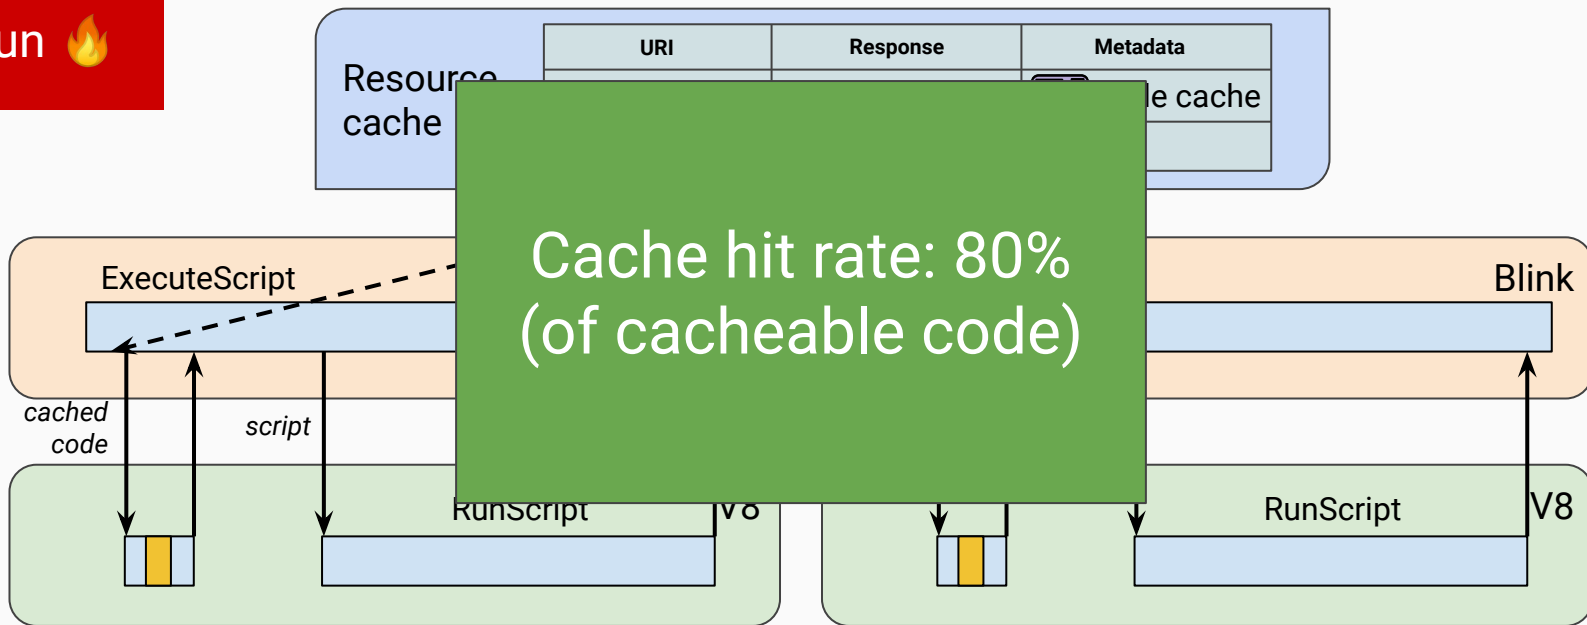 un 🔥
URI Response Metadata
Resource
cache
le cache
Cache hit rate: 80%
(of cacheable code)
ExecuteScript
Blink
cached
code
script
RunScript
V8
RunScript
V8